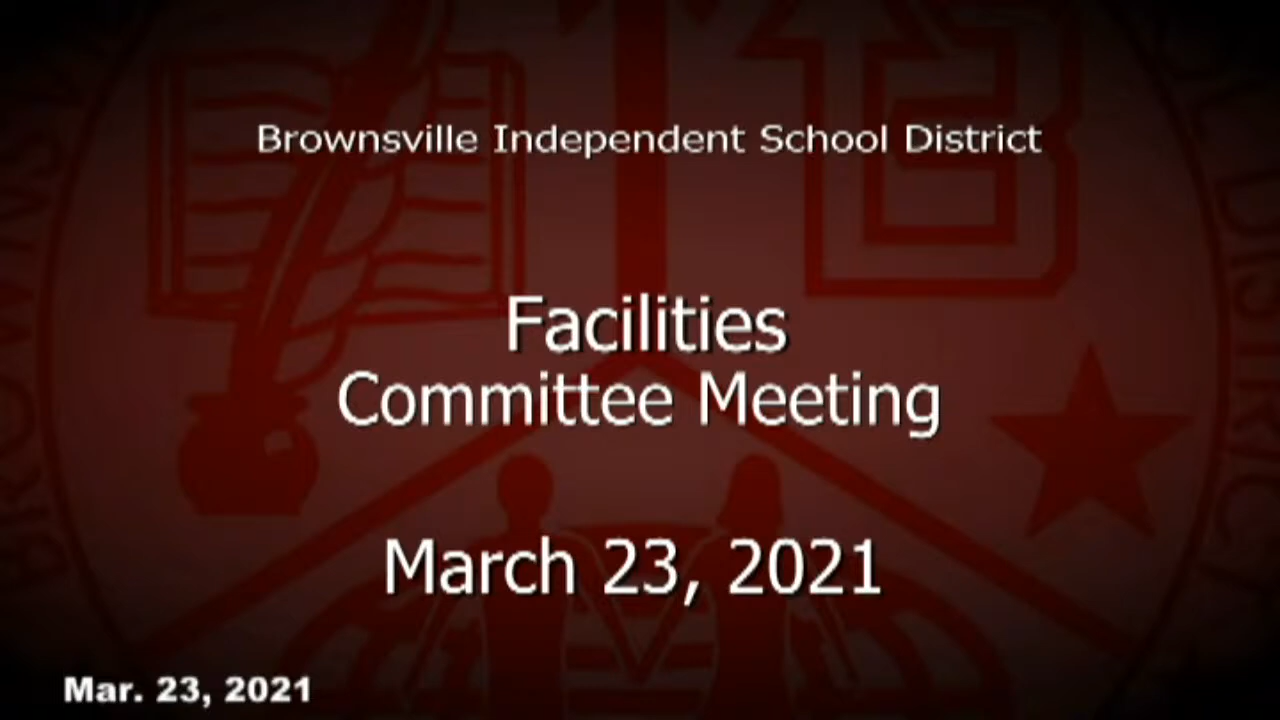 Brownsville Independent School District
Facilities
Committee Meeting
March 23, 2021
Mar. 23, 2021